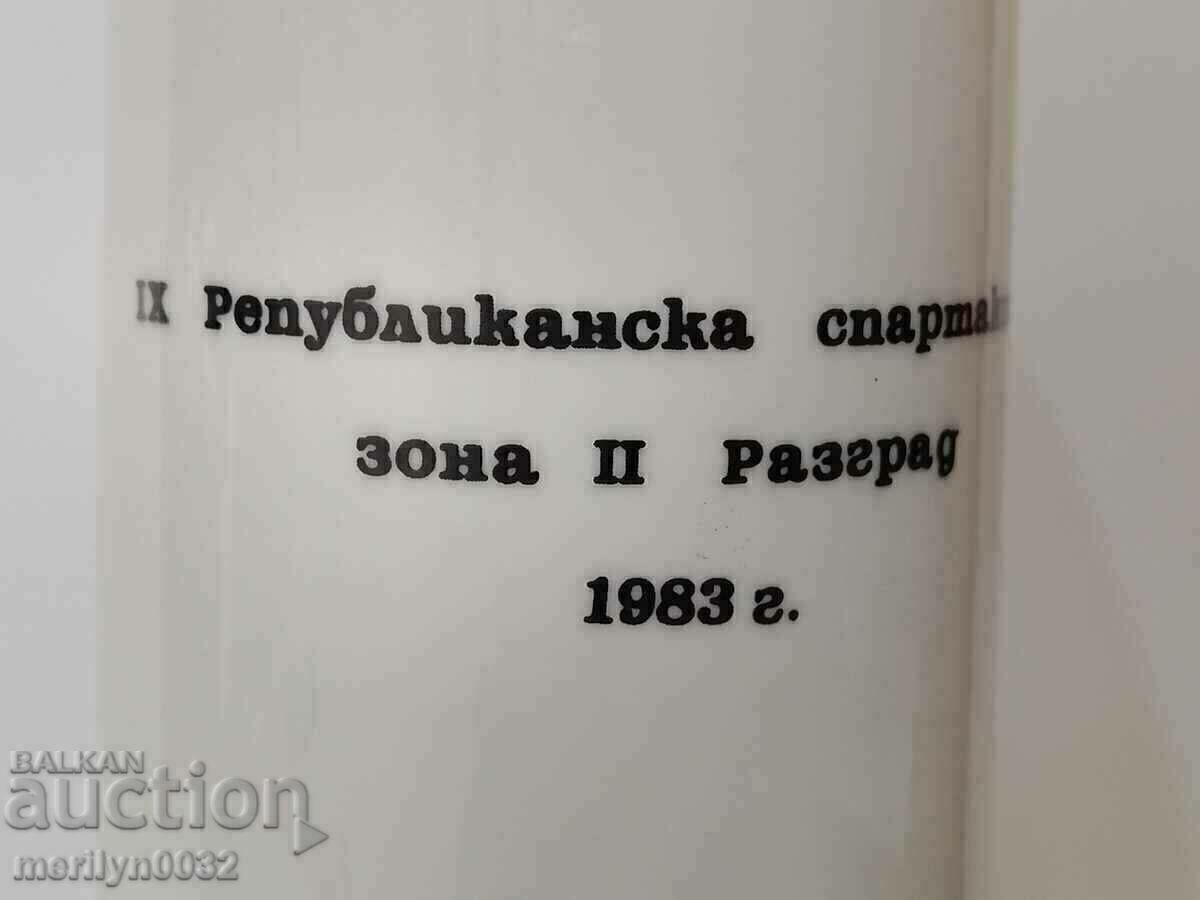 IX Републиканска
зона II Разград
1983 г.
BALKAN
auction
merilyn0032